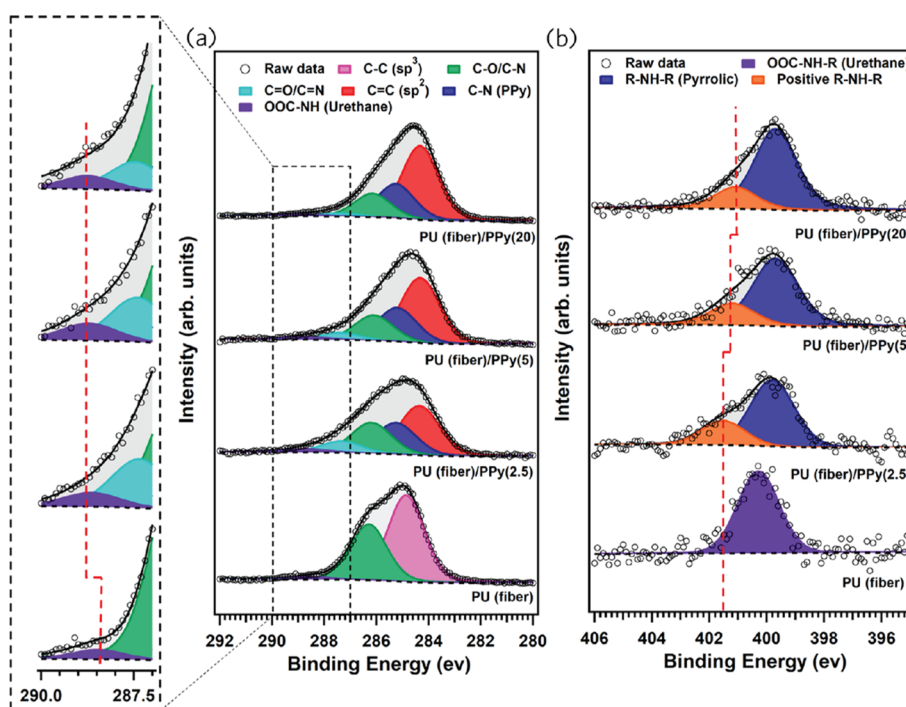 (a)
Raw data
C-C (sp3)
C-O/C-N
C=O/C=N
C=C (sp2)
C-N (PPy)
OOC-NH (Urethane)
PU (fiber)/PPy(20)
PU (fiber)/PPy(5)
PU (fiber)/PPy(2.5)
PU (fiber)
Intensity (arb. units)
292 290 288 286 284 282 280
Binding Energy (ev)
290.0 287.5
(b)
Raw data
OOC-NH-R (Urethane)
R-NH-R (Pyrrolic)
Positive R-NH-R
PU (fiber)/PPy(20
PU (fiber)/PPy(5
PU (fiber)/PPy(2.5
PU (fiber)
Intensity (arb. units)
406 404 402 400 398 396
Binding Energy (ev)